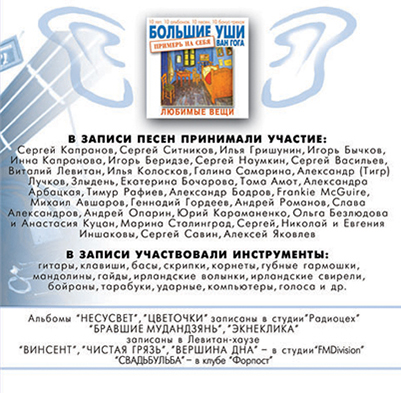 10 лет, 10 альбомов, 10 песен, 10 бонус-треков
БОЛЬШИЕ УШИ
ПРИМЕРЬ НА СЕБЯ
ВАН ГОГА
ЛЮБИМЫЕ ВЕЩИ
В ЗАПИСИ ПЕСЕН ПРИНИМАЛИ УЧАСТИЕ:
Сергей Капранов, Сергей Ситников, Илья Гришунин, Игорь Бычков,
Инна Капранова, Игорь Беридзе, Сергей Наумкин, Сергей Васильев,
Виталий Левитан, Илья Колосков, Галина Самарина, Александр (Тигр)
Лучков, Злыдень, Екатерина Бочарова, Тома Амот, Александра
Арбацкая, Тимур Рафиев, Александр Бодров, Frankie McGuire,
Михаил Авшаров, Геннадий Гордеев, Андрей Романов, Слава
Александров, Андрей Опарин, Юрий Караманенко, Ольга Безлюдова
и Анастасия Куцан, Марина Столинград, Сергей, Николай и Евгения
Иншаковы, Сергей Савин, Алексей Яковлев
В ЗАПИСИ УЧАСТВОВАЛИ ИНСТРУМЕНТЫ:
гитары, клавиши, басы, скрипки, корнеты, губные гармошки,
мандолины, гайды, ирландские волынки, ирландские свирели,
бойраны, тарабуки, ударные, компьютеры, голоса и др.
Альбомы "НЕСУСВЕТ", "ЦВЕТОЧКИ" записаны в студии "Радиоцех"
"БРАВШИЕ МУДАНДЗЯНЬ", "ЭКНЕКЛИКА"
записаны в Левитан-хаузе
"ВИНСЕНТ", "ЧИСТАЯ ГРЯЗЬ", "ВЕРШИНА ДНА" – в студии "FMDivision"
"СВАДЬБУЛЬБА" – в клубе "Форпост"